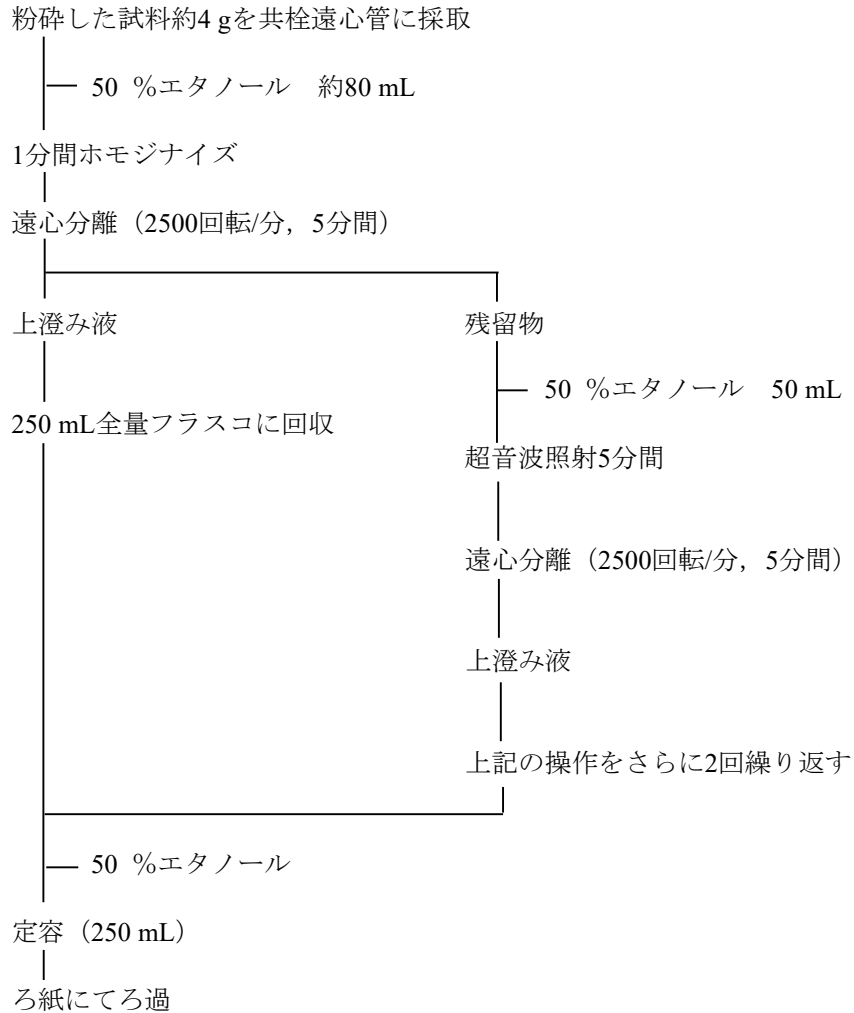 粉砕した試料約4 gを共栓遠心管に採取
50 %エタノール 約80 mL
1分間ホモジナイズ
遠心分離（2500回転/分，5分間）
上澄み液
250 mL全量フラスコに回収
残留物
50 %エタノール 50 mL
超音波照射5分間
遠心分離（2500回転/分，5分間）
上澄み液
上記の操作をさらに2回繰り返す
50 %エタノール
定容（250 mL）
ろ紙にてろ過